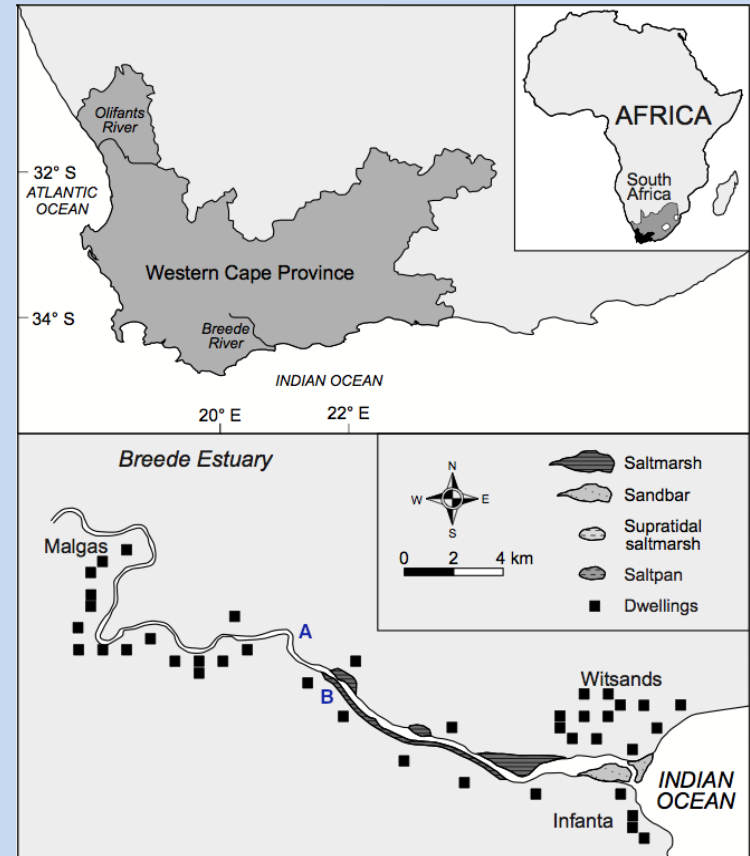 Olifants
River
AFRICA
32° S
ATLANTIC
OCEAN
South
Africa
Western Cape Province
34° S
Breede
River
INDIAN OCEAN
20° E
22° E
Breede Estuary
N
W
E
S
0
2
4 km
Saltmarsh
Sandbar
Supratidal
saltmarsh
Saltpan
Dwellings
Malgas
A
B
Witsands
INDIAN
OCEAN
Infanta